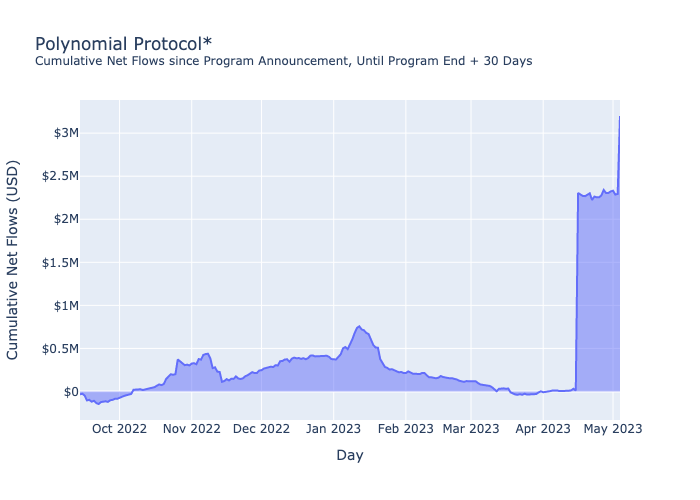 Polynomial Protocol*
Cumulative Net Flows since Program Announcement, Until Program End + 30 Days
Cumulative Net Flows (USD)
$3M
$2.5M
$2M
$1.5M
$1M
$0.5M
$0
Oct 2022 Nov 2022 Dec 2022 Jan 2023 Feb 2023 Mar 2023 Apr 2023 May 2023
Day